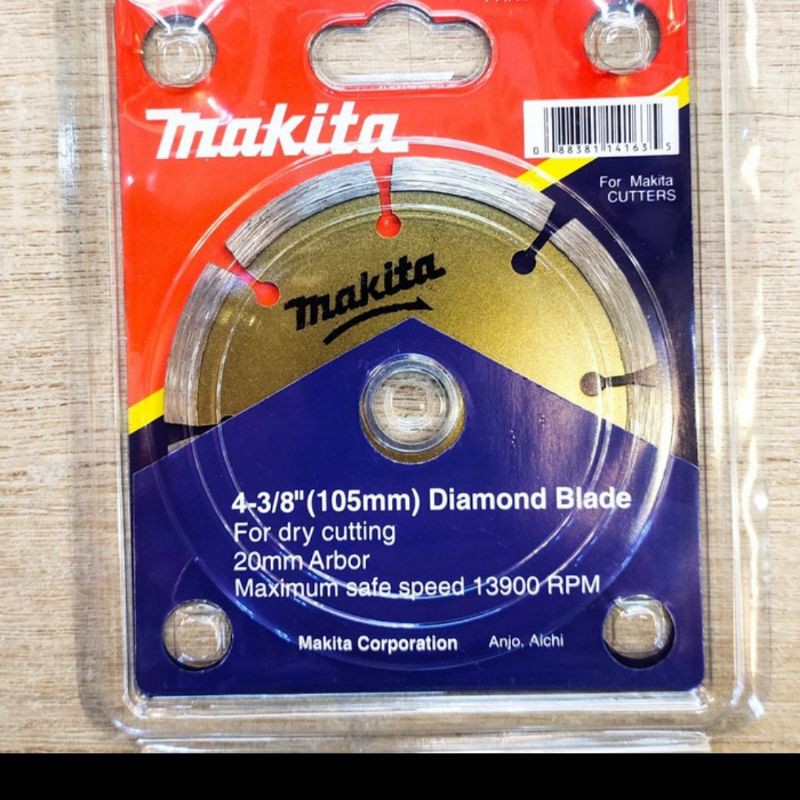 makita
0 88381 14163 5
For Makita
CUTTERS
makita
4-3/8"(105mm) Diamond Blade
For dry cutting
20mm Arbor
Maximum safe speed 13900 RPM
Makita Corporation Anjo, Aichi